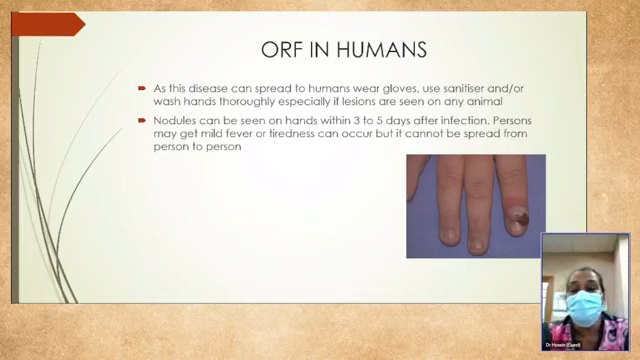 ORF IN HUMANS
As this disease can spread to humans wear gloves, use sanitiser and/or
wash hands thoroughly especially if lesions are seen on any animal
Nodules can be seen on hands within 3 to 5 days after infection. Persons
may get mild fever or tiredness can occur but it cannot be spread from
person to person
Dr Hosein (Guest)